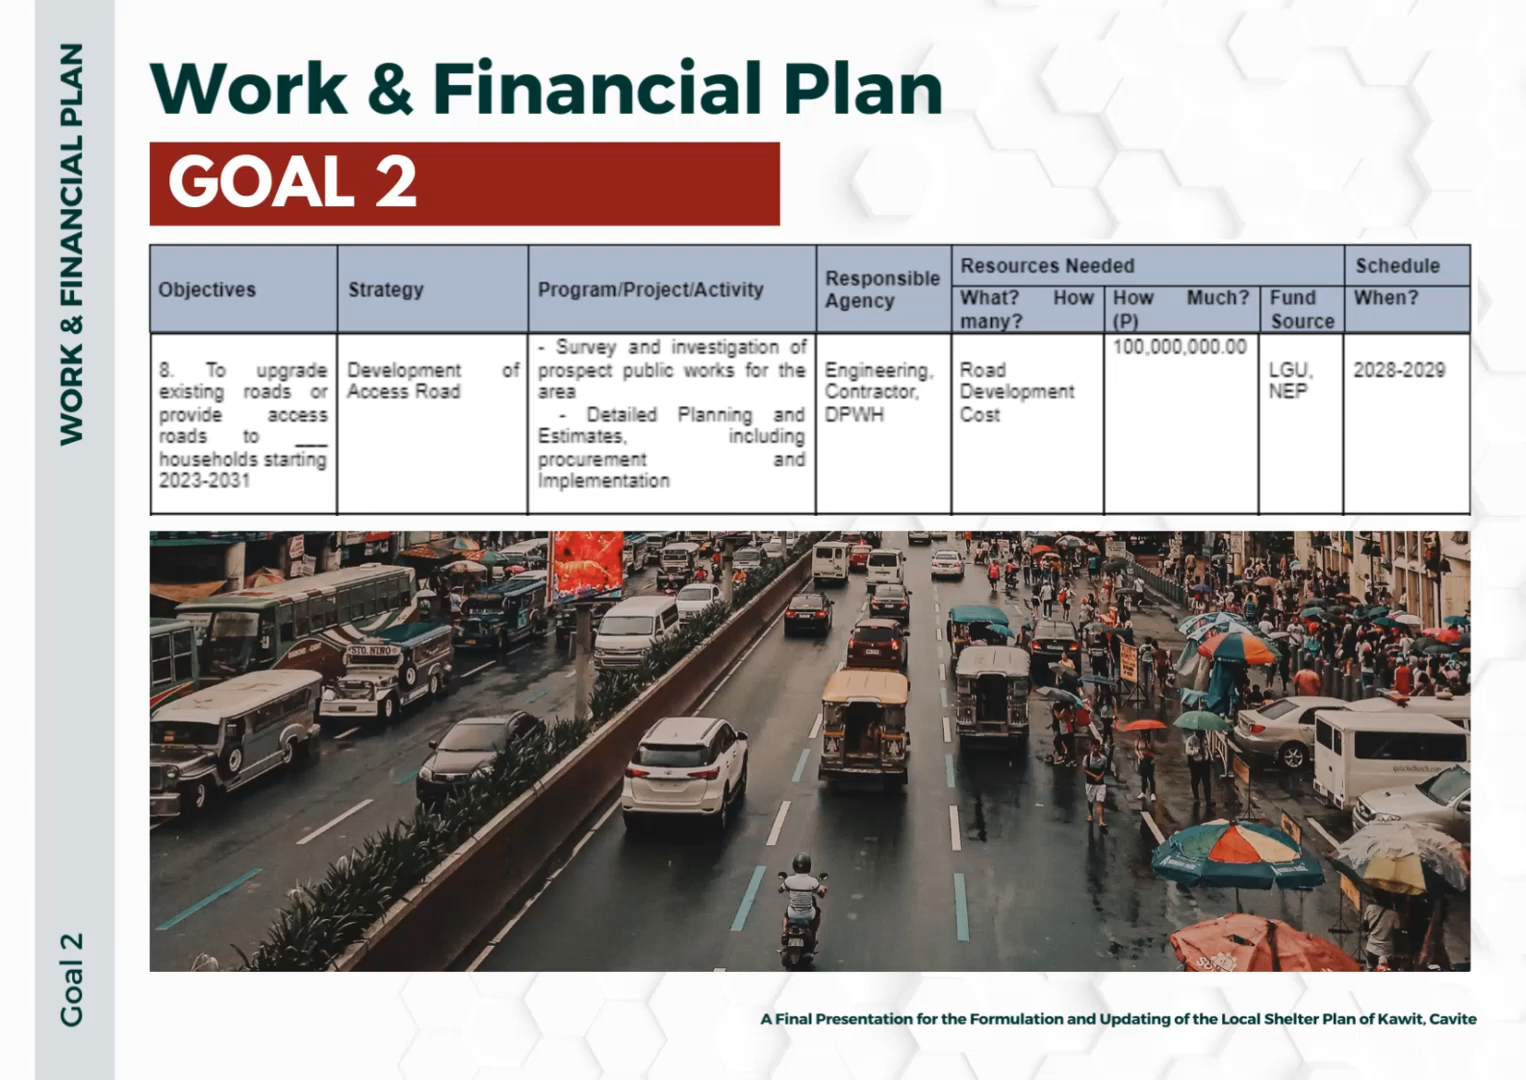 WORK & FINANCIAL PLAN
Goal 2
Work & Financial Plan
GOAL 2
Objectives
Strategy
Program/Project/Activity
Responsible
Agency
Resources Needed
What? How
many?
How Much?
(P)
Fund
Source
Schedule
When?
8. To upgrade
existing roads or
provide access
roads to ___
households starting
2023-2031
Development of
Access Road
- Survey and investigation of
prospect public works for the
area
- Detailed Planning and
Estimates, including
procurement and
Implementation
Engineering,
Contractor,
DPWH
Road
Development
Cost
100,000,000.00
LGU,
NEP
2028-2029
STO. NINO
A Final Presentation for the Formulation and Updating of the Local Shelter Plan of Kawit, Cavite